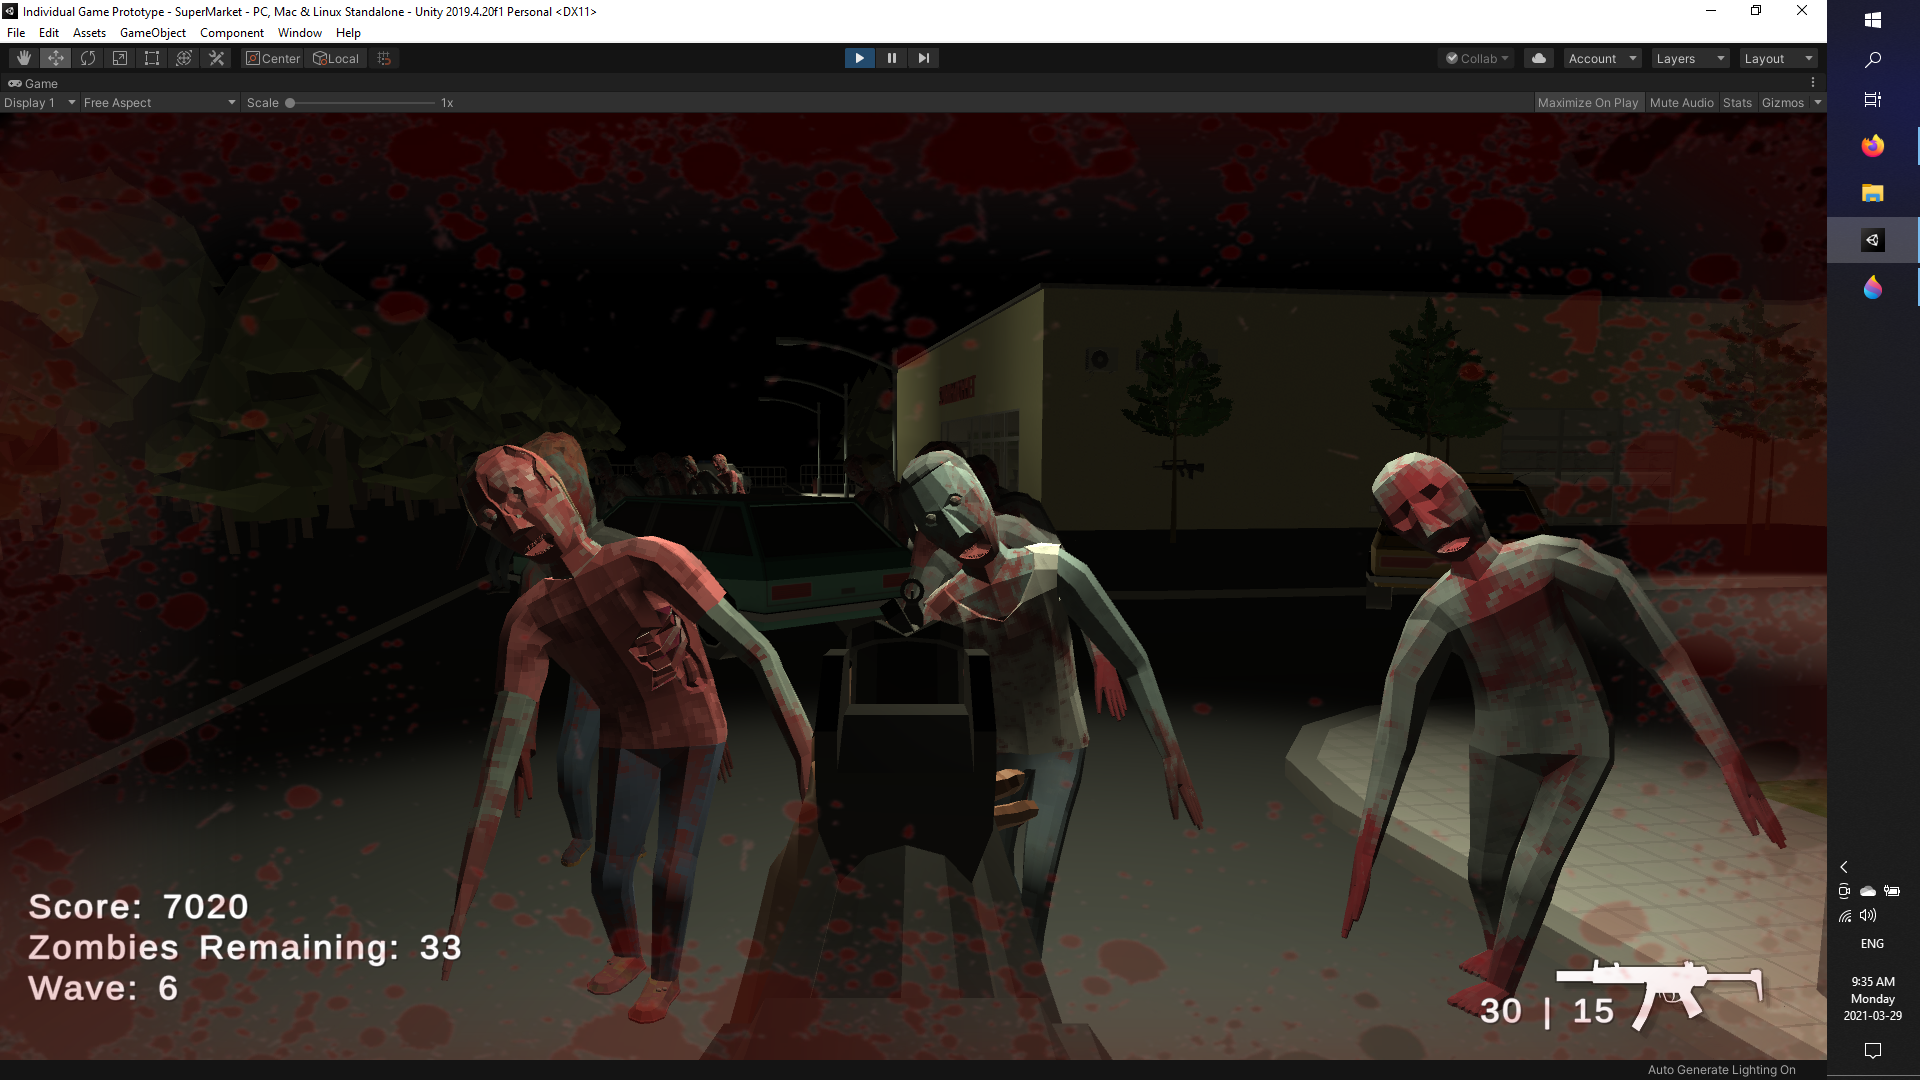 Individual Game Prototype - SuperMarket - PC, Mac & Linux Standalone - Unity 2019.4.20f1 Personal <DX11>
File Edit Assets GameObject Component Window Help
Center Local Collab Account Layers Layout
Game
Display 1 Free Aspect Scale 1x Maximize On Play Mute Audio Stats Gizmos
Score: 7020
Zombies Remaining: 33
Wave: 6
30 | 15
ENG
9:35 AM
Monday
2021-03-29
Auto Generate Lighting On